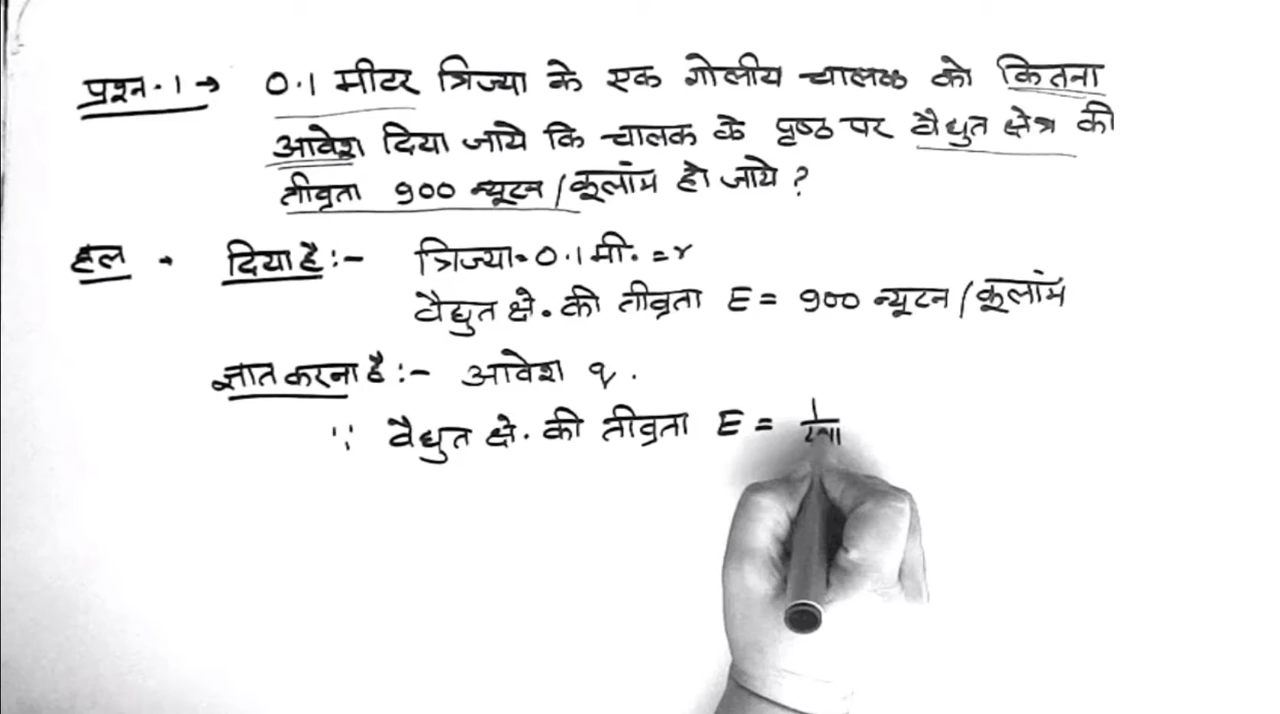 प्रश्न.1→ 0.1 मीटर त्रिज्या के एक गोलीय चालक को कितना
आवेश दिया जाये कि चालक के पृष्ठ पर वैद्युत क्षेत्र की
तीव्रता 900 न्यूटन/कूलॉम हो जाये?
हल → दिया है:- त्रिज्या=0.1मी. =r
वैद्युत क्षे. की तीव्रता E = 900 न्यूटन/कूलॉम
ज्ञात करना है:- आवेश q.
∵ वैद्युत क्षे. की तीव्रता E = 1/